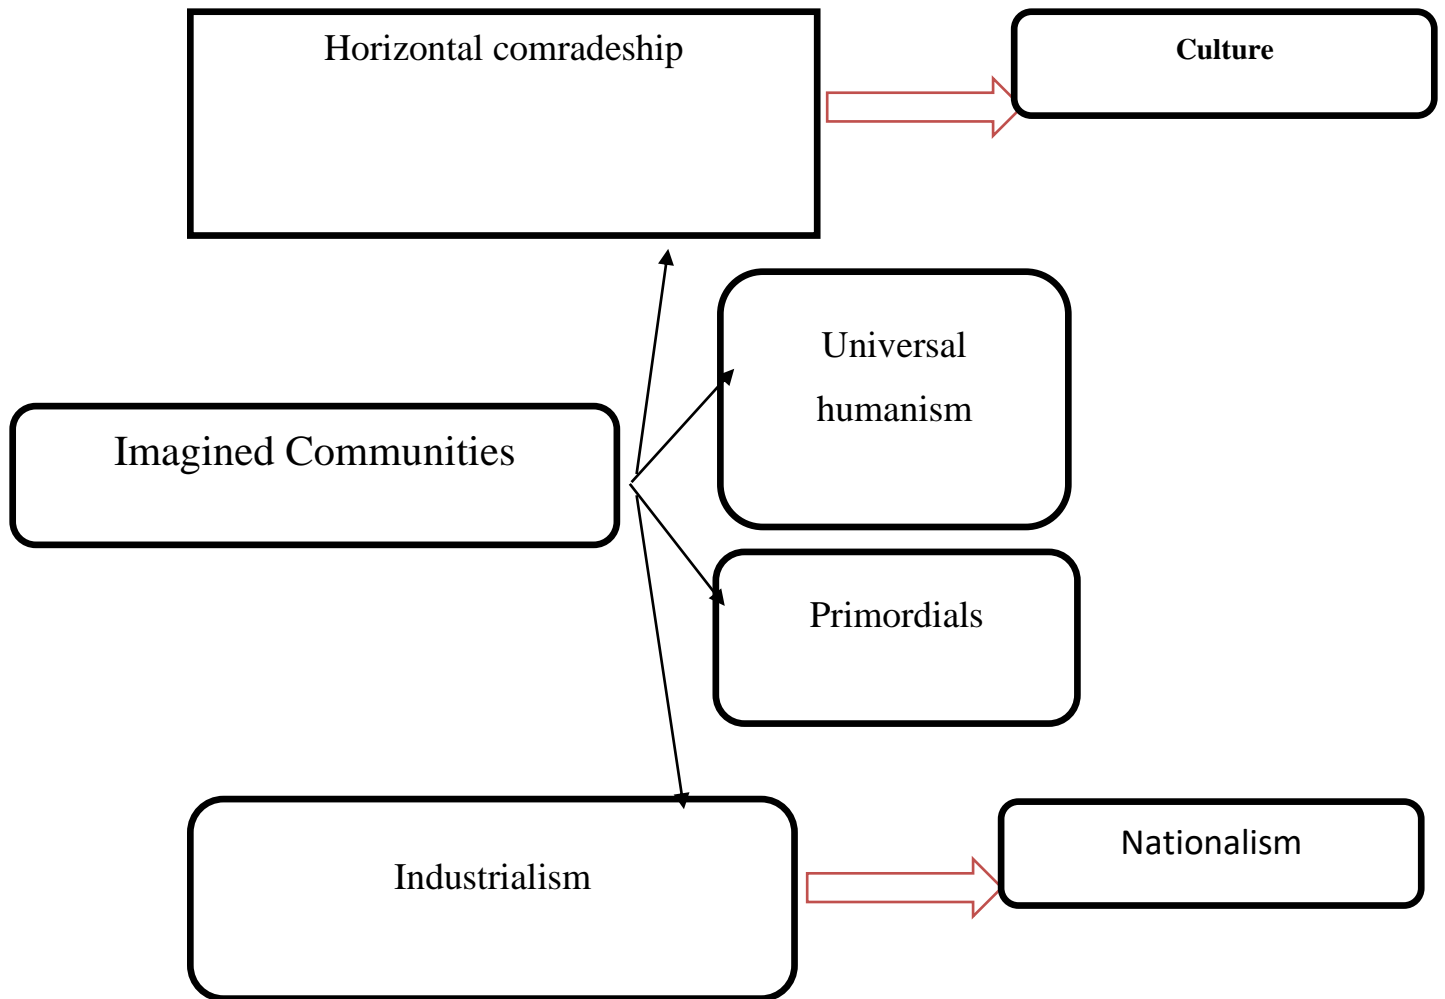 Horizontal comradeship
Culture
Universal
humanism
Imagined Communities
Primordials
Industrialism
Nationalism